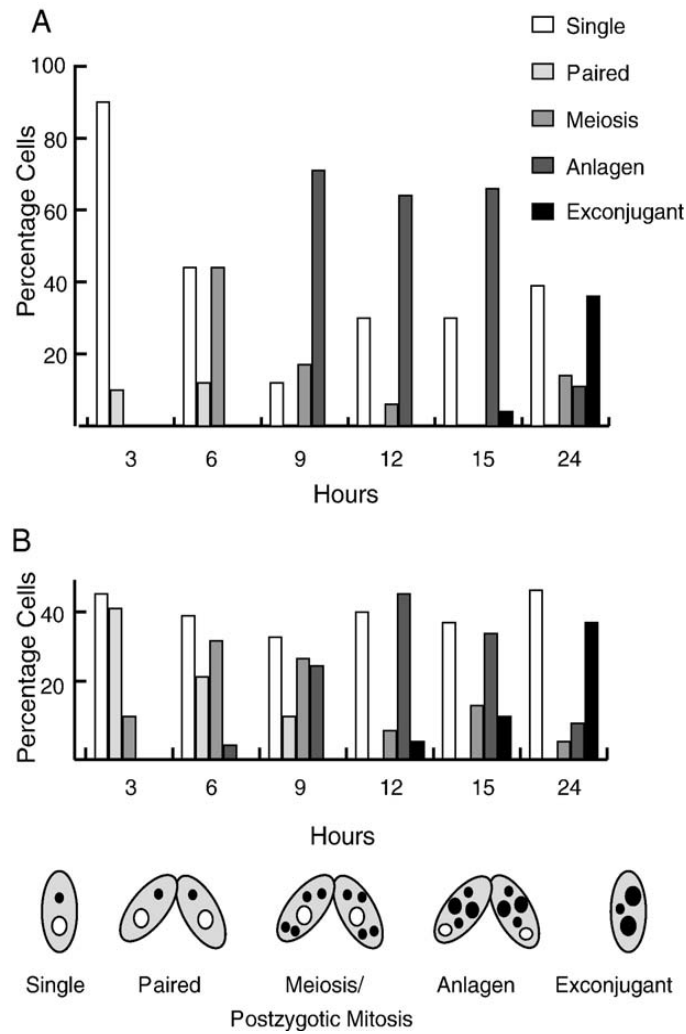 A
Single
Paired
Meiosis
Anlagen
Exconjugant
100
80
60
40
20
Percentage Cells
3 6 9 12 15 24
Hours
B
40
20
Percentage Cells
3 6 9 12 15 24
Hours
Single Paired Meiosis/ Anlagen Exconjugant
Postzygotic Mitosis